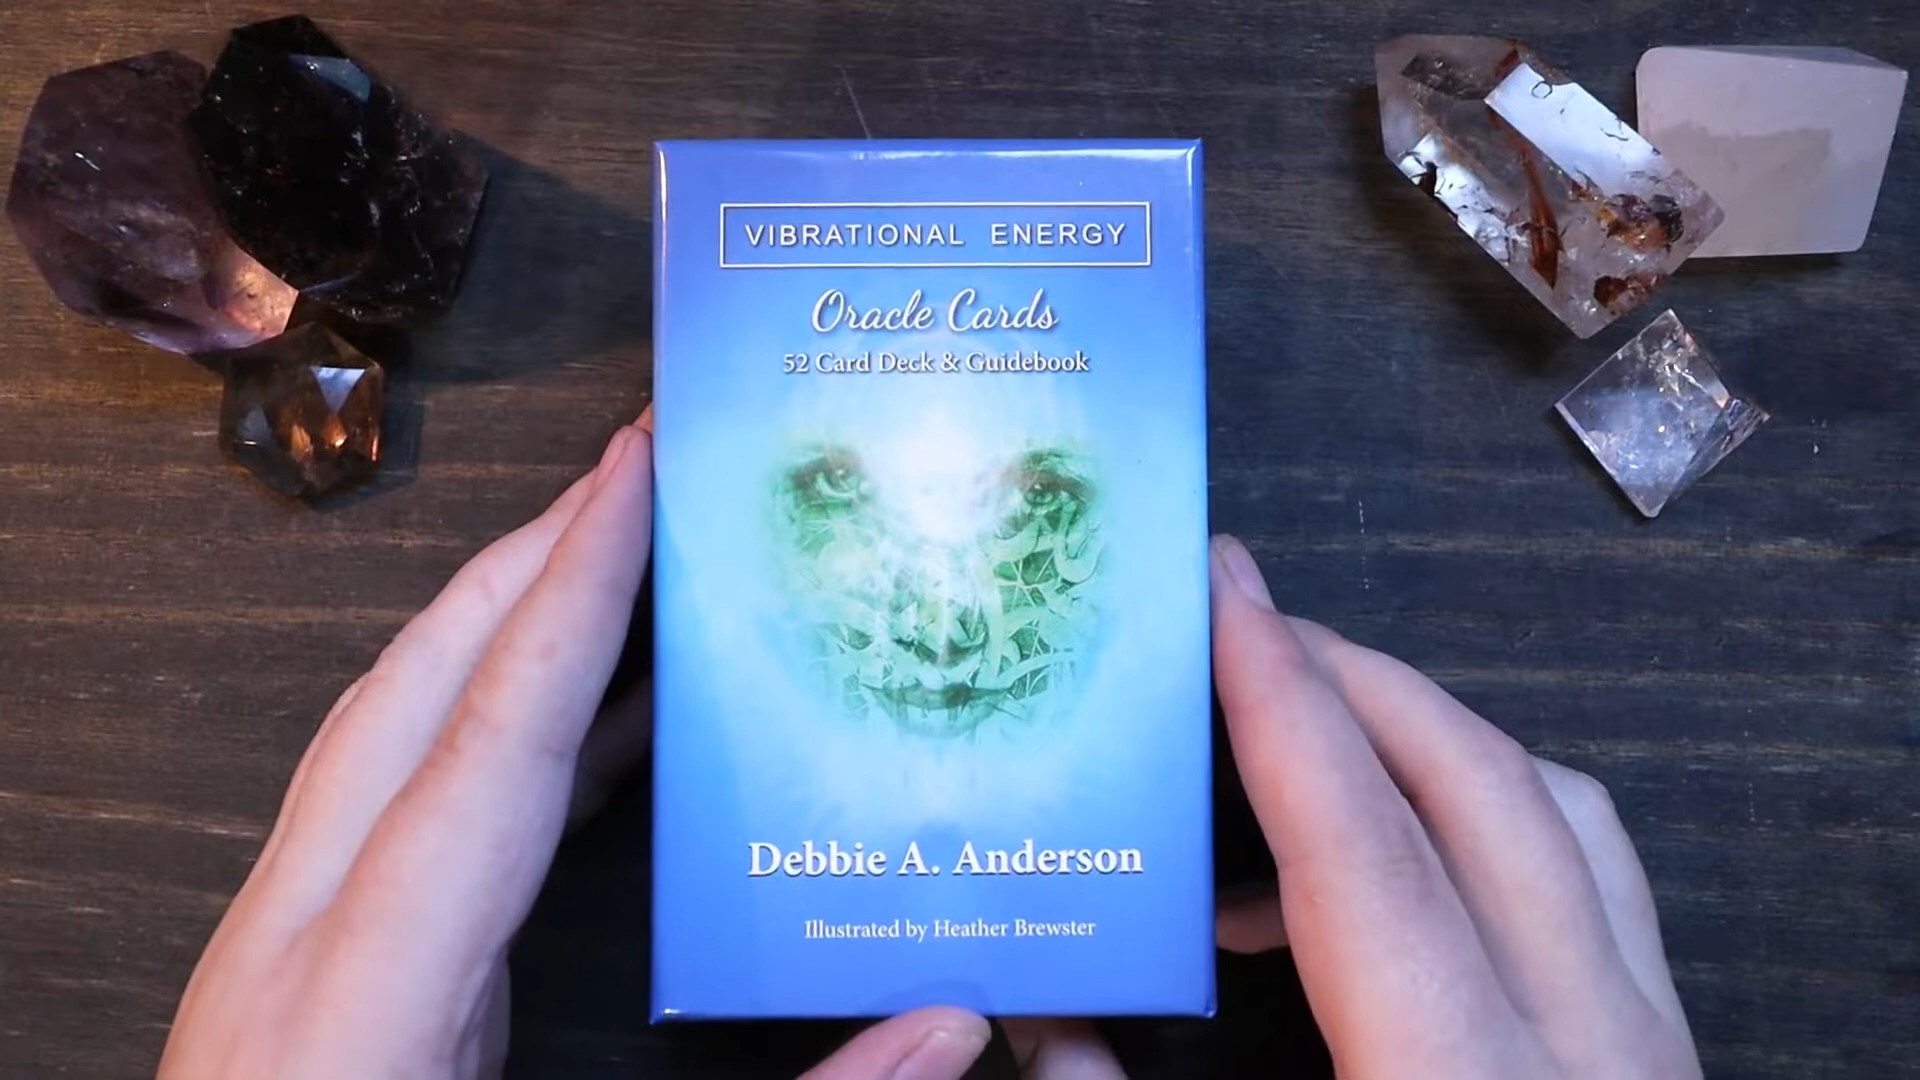 VIBRATIONAL ENERGY
Oracle Cards
52 Card Deck & Guidebook
Debbie A. Anderson
Illustrated by Heather Brewster